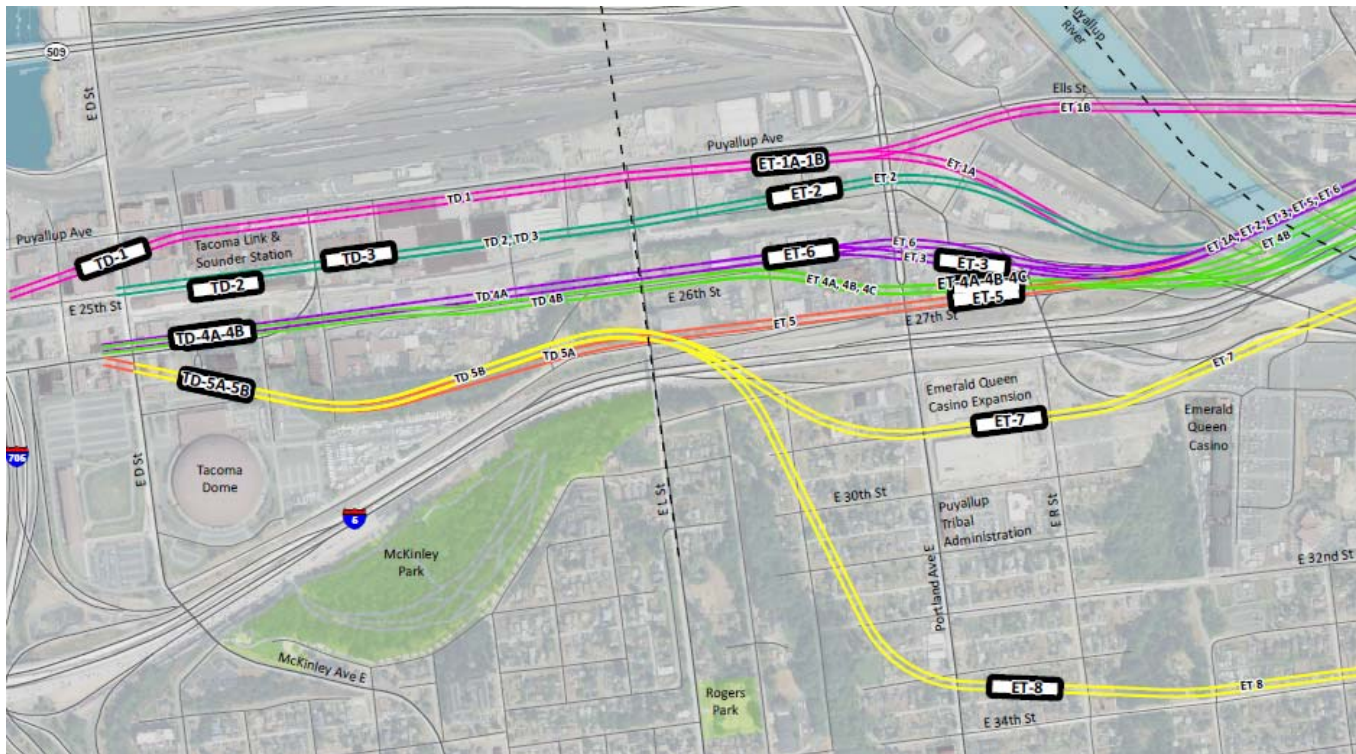 509
E D St
Puyallup
River
Ells St
ET 1B
Puyallup Ave
ET-1A-1B
ET 1A
ET-2
ET 2
TD 1
TD 2, TD 3
Puyallup Ave
TD-1
Tacoma Link &
Sounder Station
TD-3
TD-2
E 25th St
ET 6
ET-6
ET 3
ET-3
ET 1A, ET 2, ET 3, ET 5, ET 6
ET 4B
TD 4A
TD 4B
E 26th St
ET 4A, 4B, 4C
ET-4A-4B-4C
ET-5
TD-4A-4B
ET 5
E 27th St
TD 5A
TD 5B
TD-5A-5B
ET 7
Emerald Queen
Casino Expansion
ET-7
Emerald
Queen
Casino
706
E D St
Tacoma
Dome
E L St
E 30th St
E R St
Puyallup
Tribal
Administration
6
McKinley
Park
Portland Ave E
E 32nd St
McKinley Ave E
Rogers
Park
ET-8
ET 8
E 34th St